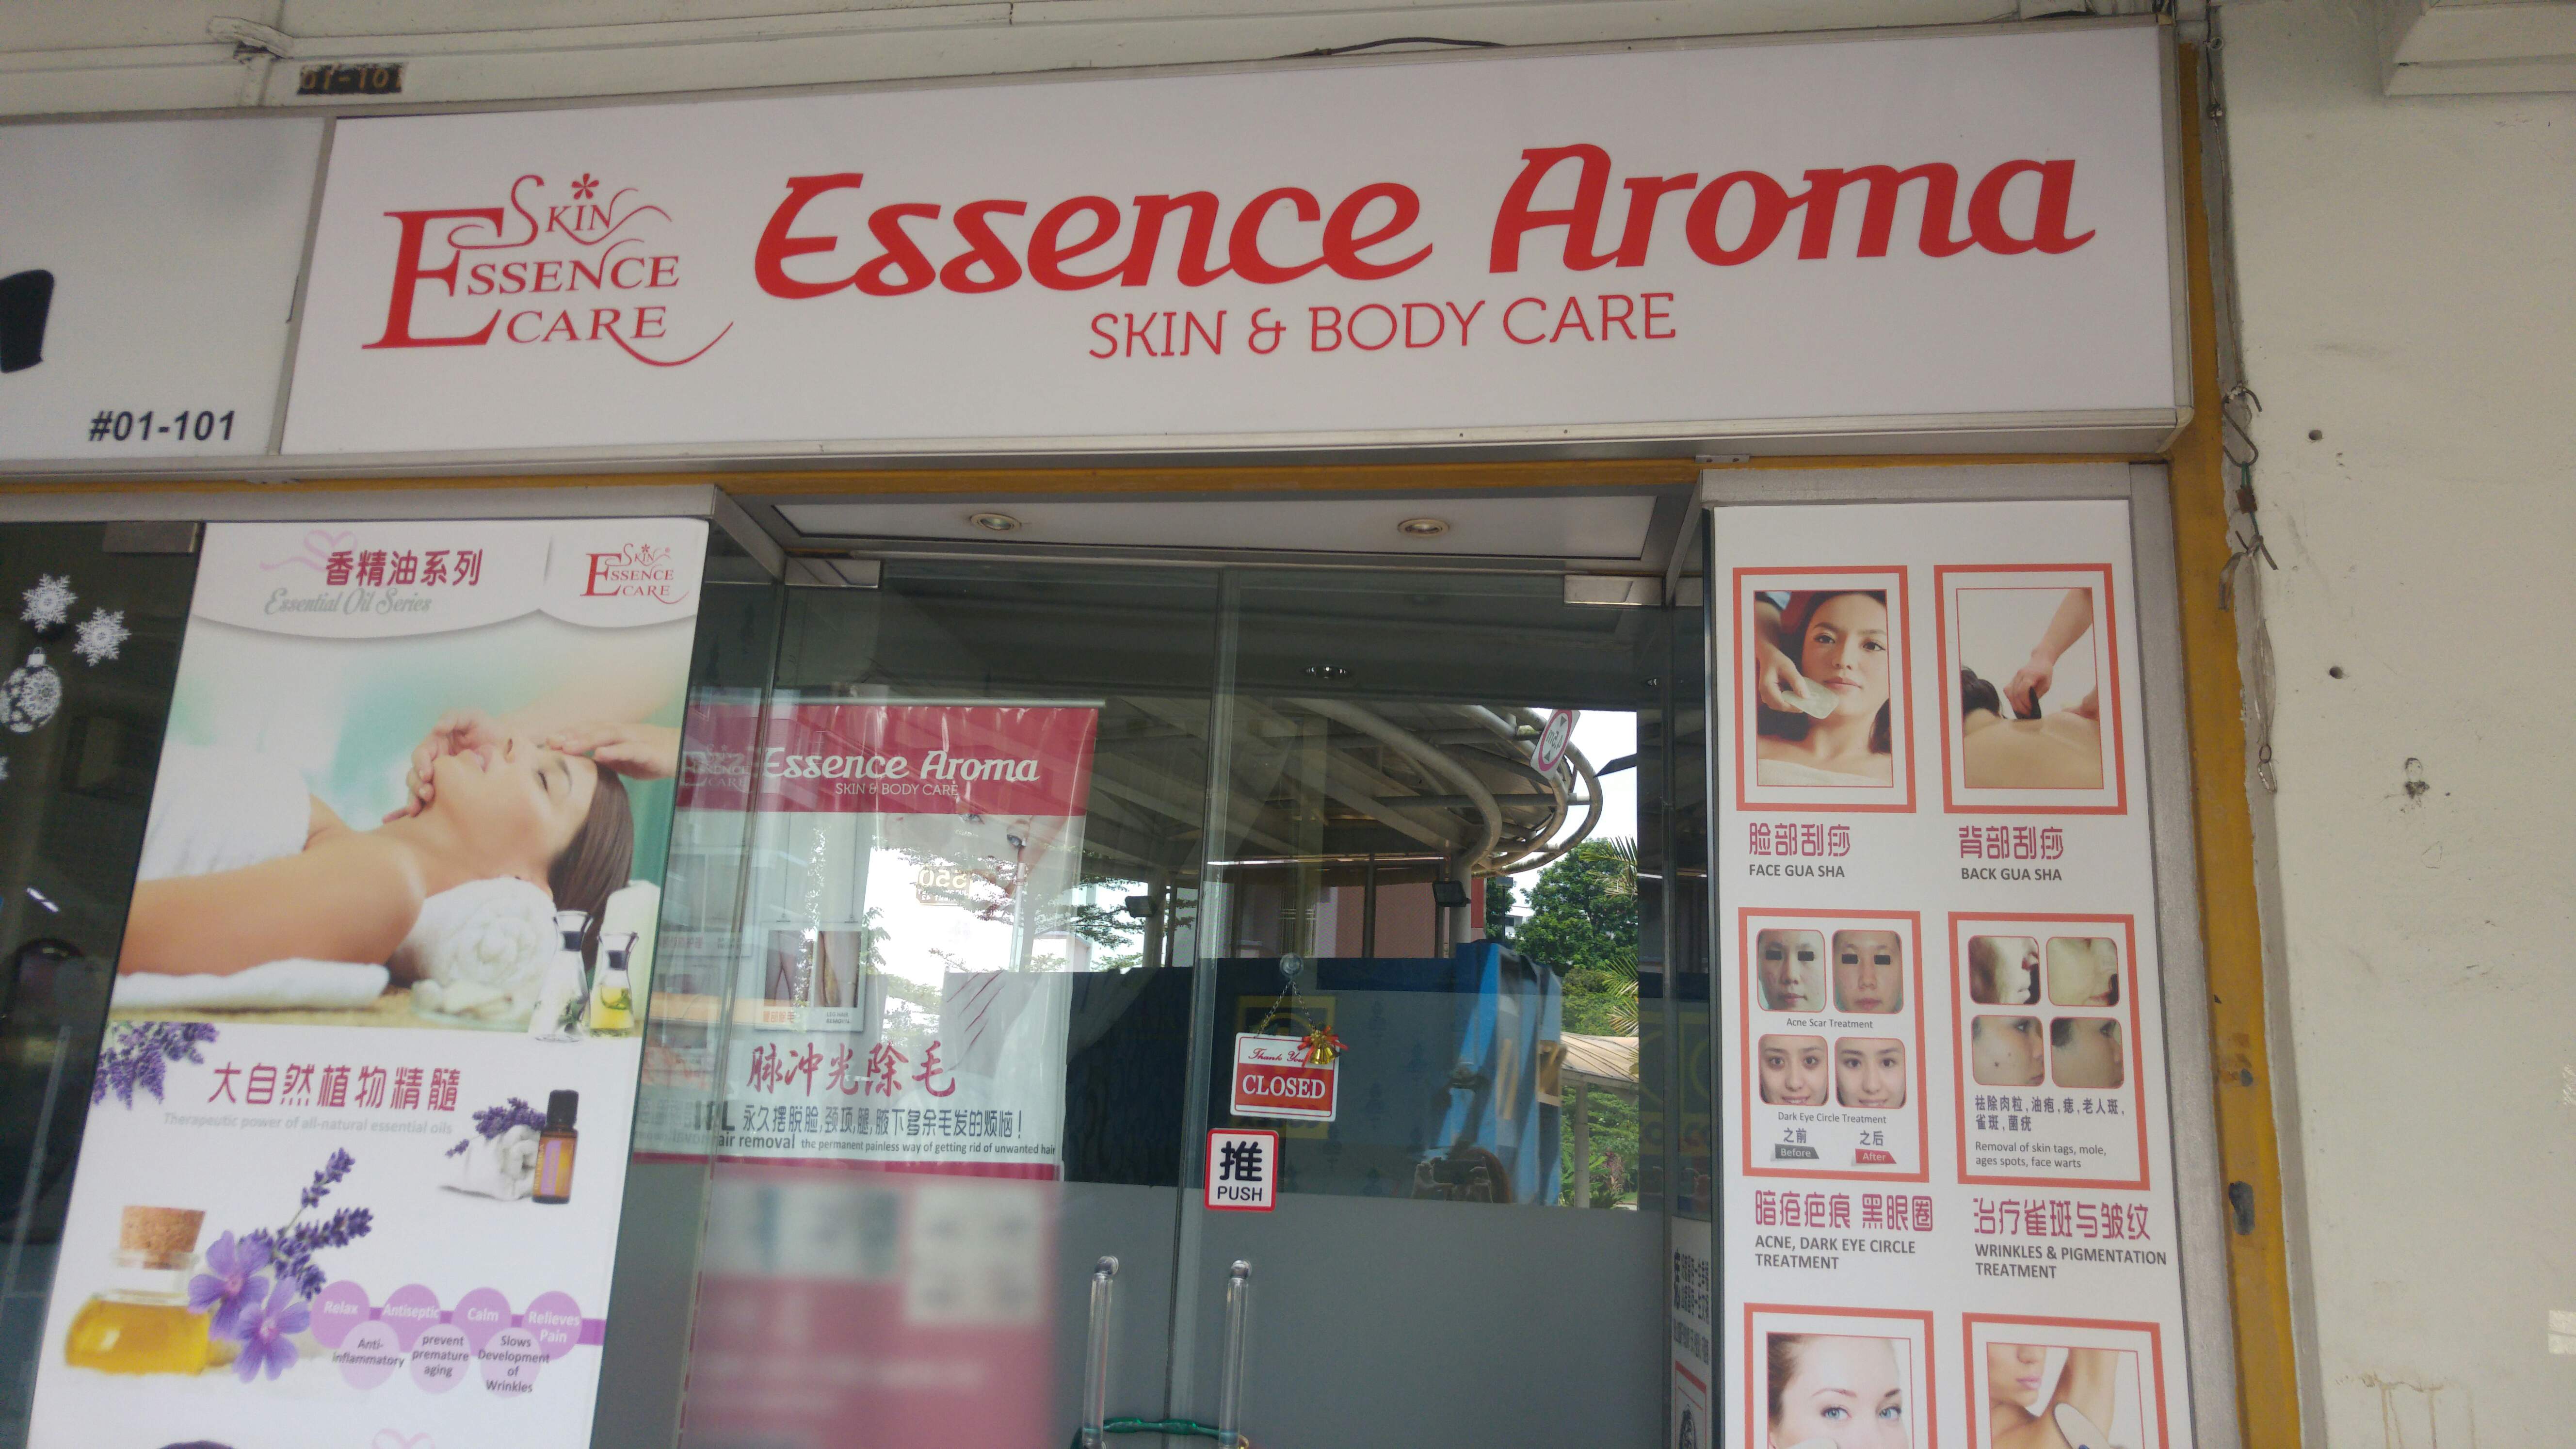 01-101
#01-101
SKIN
ESSENCE
CARE
Essence Aroma
SKIN & BODY CARE
香精油系列
Essential Oil Series
SKIN
ESSENCE
CARE
大自然植物精髓
Therapeutic power of all-natural essential oils
Relax
Antiseptic
Calm
Relieves
Pain
Anti-
inflammatory
prevent
premature
aging
Slows
Development
of
Wrinkles
Essence Aroma
SKIN & BODY CARE
脉冲光除毛
永久摆脱脸,颈项,腿,腋下多余毛发的烦恼!
hair removal the permanent painless way of getting rid of unwanted hair
Thank You
CLOSED
推
PUSH
脸部刮痧
FACE GUA SHA
背部刮痧
BACK GUA SHA
Acne Scar Treatment
Dark Eye Circle Treatment
之前
Before
之后
After
暗疮疤痕 黑眼圈
ACNE, DARK EYE CIRCLE
TREATMENT
祛除肉粒,油疱,痣,老人斑,
雀斑,菌疣
Removal of skin tags, mole,
ages spots, face warts
治疗雀斑与皱纹
WRINKLES & PIGMENTATION
TREATMENT